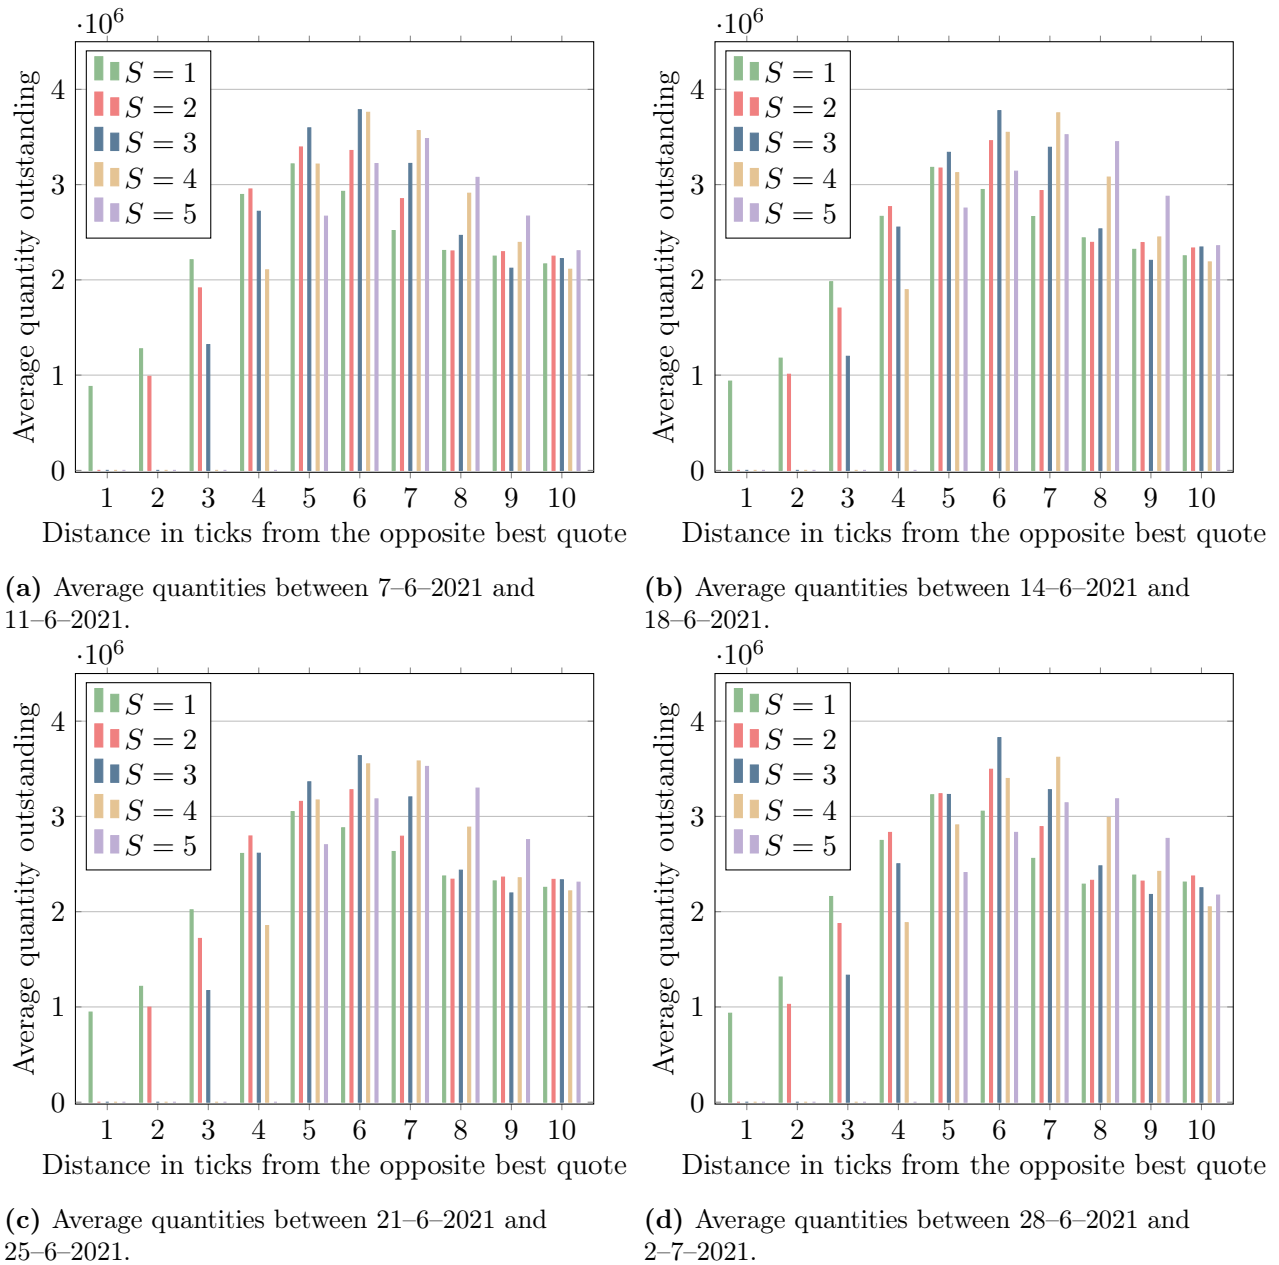 ·10⁶
Average quantity outstanding
4
3
2
1
0
S = 1
S = 2
S = 3
S = 4
S = 5
1 2 3 4 5 6 7 8 9 10
Distance in ticks from the opposite best quote
(a) Average quantities between 7–6–2021 and
11–6–2021.
·10⁶
Average quantity outstanding
4
3
2
1
0
S = 1
S = 2
S = 3
S = 4
S = 5
1 2 3 4 5 6 7 8 9 10
Distance in ticks from the opposite best quote
(b) Average quantities between 14–6–2021 and
18–6–2021.
·10⁶
Average quantity outstanding
4
3
2
1
0
S = 1
S = 2
S = 3
S = 4
S = 5
1 2 3 4 5 6 7 8 9 10
Distance in ticks from the opposite best quote
(c) Average quantities between 21–6–2021 and
25–6–2021.
·10⁶
Average quantity outstanding
4
3
2
1
0
S = 1
S = 2
S = 3
S = 4
S = 5
1 2 3 4 5 6 7 8 9 10
Distance in ticks from the opposite best quote
(d) Average quantities between 28–6–2021 and
2–7–2021.